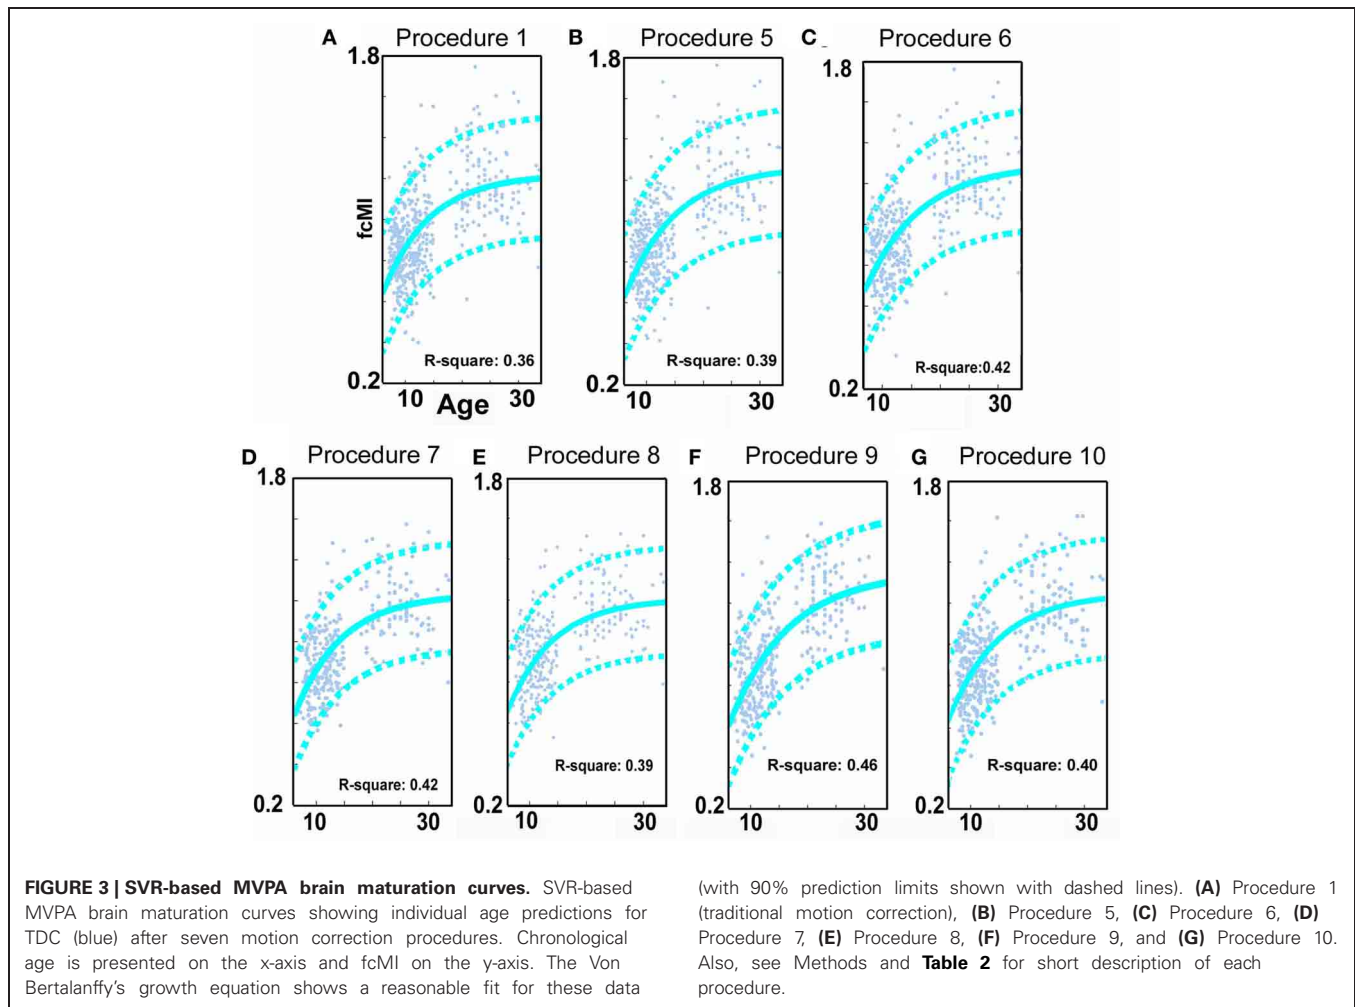 A Procedure 1
1.8
fcMI
R-square: 0.36
0.2
10 Age 30
B Procedure 5
1.8
R-square: 0.39
0.2
10 30
C Procedure 6
1.8
R-square:0.42
0.2
10 30
D Procedure 7
1.8
R-square: 0.42
0.2
10 30
E Procedure 8
1.8
R-square: 0.39
0.2
10 30
F Procedure 9
1.8
R-square: 0.46
0.2
10 30
G Procedure 10
1.8
R-square: 0.40
0.2
10 30
FIGURE 3 | SVR-based MVPA brain maturation curves. SVR-based
MVPA brain maturation curves showing individual age predictions for
TDC (blue) after seven motion correction procedures. Chronological
age is presented on the x-axis and fcMI on the y-axis. The Von
Bertalanffy's growth equation shows a reasonable fit for these data
(with 90% prediction limits shown with dashed lines). (A) Procedure 1
(traditional motion correction), (B) Procedure 5, (C) Procedure 6, (D)
Procedure 7, (E) Procedure 8, (F) Procedure 9, and (G) Procedure 10.
Also, see Methods and Table 2 for short description of each
procedure.